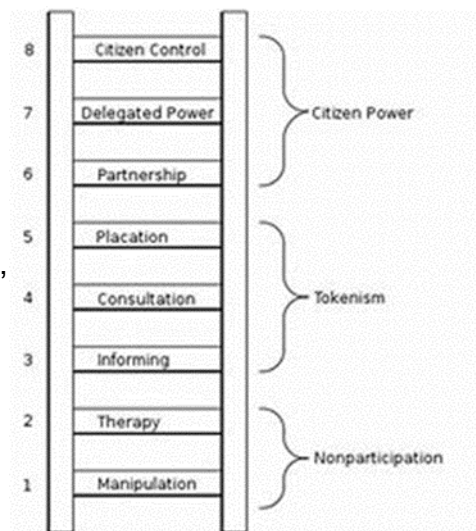 8 Citizen Control
7 Delegated Power
Citizen Power
6 Partnership
5 Placation
,
4 Consultation
Tokenism
3 Informing
2 Therapy
Nonparticipation
1 Manipulation